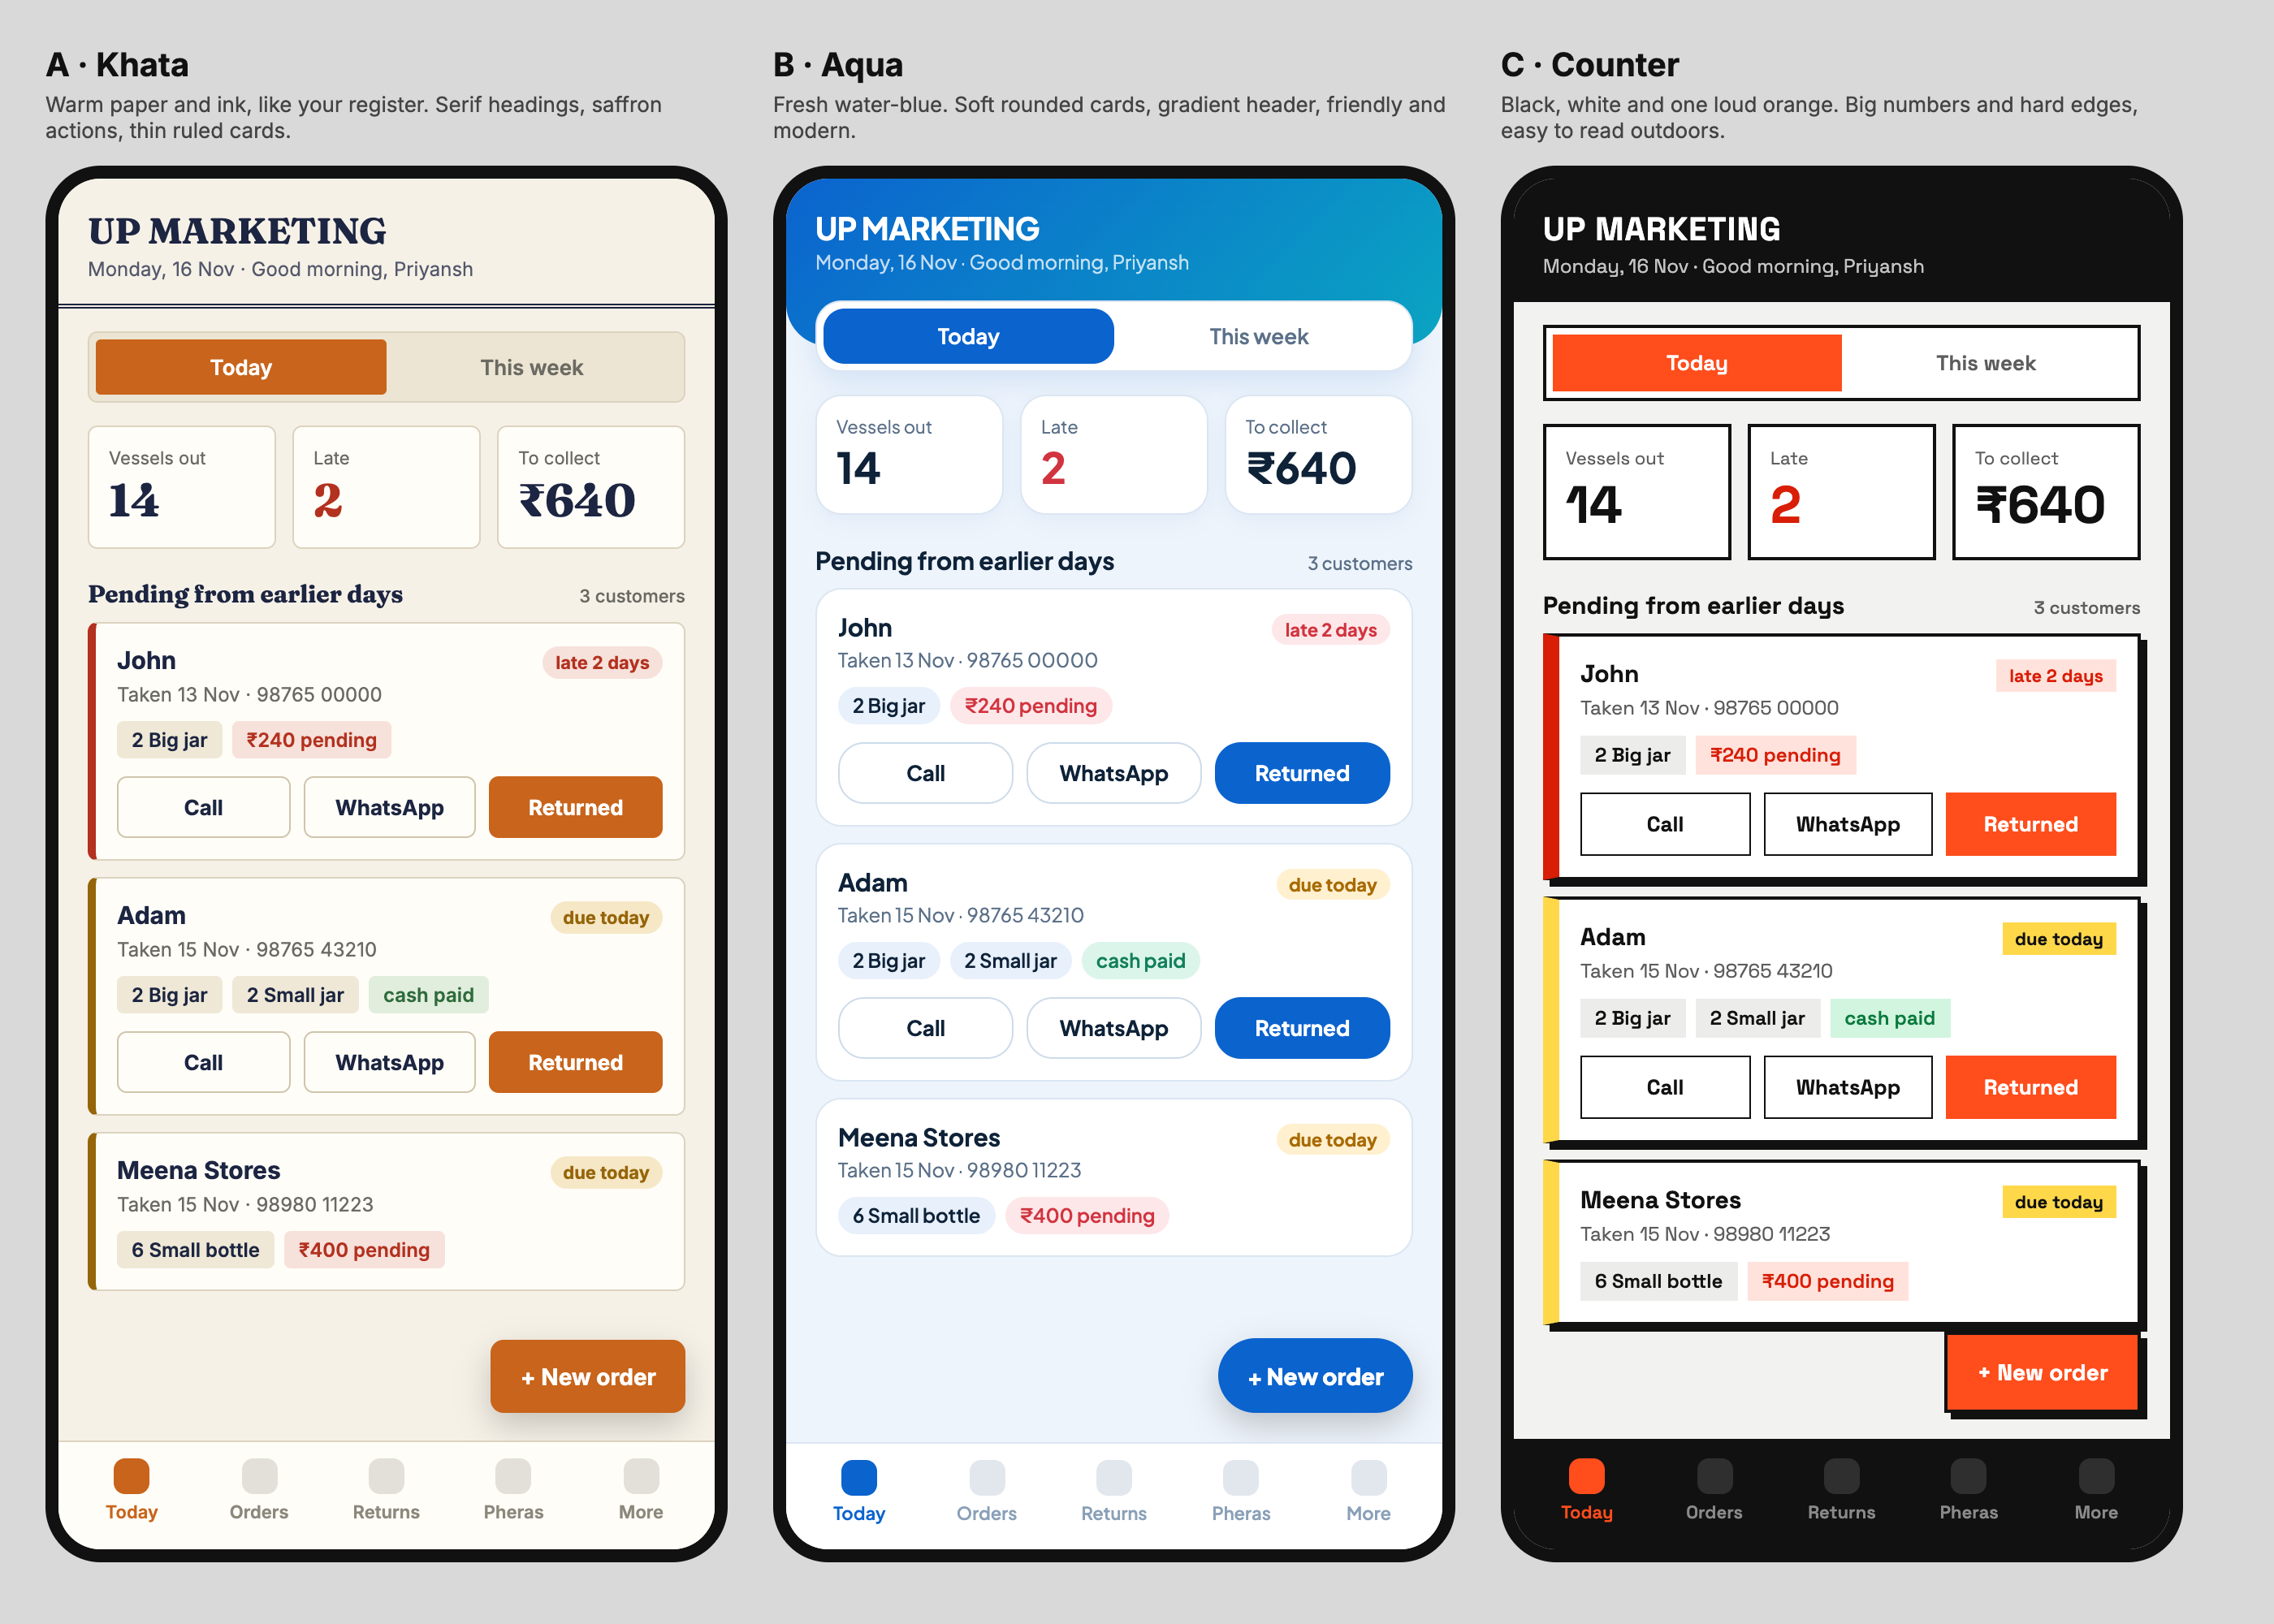 A · Khata
Warm paper and ink, like your register. Serif headings, saffron
actions, thin ruled cards.
UP MARKETING
Monday, 16 Nov · Good morning, Priyansh
Today This week
Vessels out Late To collect
14 2 ₹640
Pending from earlier days 3 customers
John late 2 days
Taken 13 Nov · 98765 00000
2 Big jar ₹240 pending
Call WhatsApp Returned
Adam due today
Taken 15 Nov · 98765 43210
2 Big jar 2 Small jar cash paid
Call WhatsApp Returned
Meena Stores due today
Taken 15 Nov · 98980 11223
6 Small bottle ₹400 pending
+ New order
Today Orders Returns Pheras More
B · Aqua
Fresh water-blue. Soft rounded cards, gradient header, friendly and
modern.
UP MARKETING
Monday, 16 Nov · Good morning, Priyansh
Today This week
Vessels out Late To collect
14 2 ₹640
Pending from earlier days 3 customers
John late 2 days
Taken 13 Nov · 98765 00000
2 Big jar ₹240 pending
Call WhatsApp Returned
Adam due today
Taken 15 Nov · 98765 43210
2 Big jar 2 Small jar cash paid
Call WhatsApp Returned
Meena Stores due today
Taken 15 Nov · 98980 11223
6 Small bottle ₹400 pending
+ New order
Today Orders Returns Pheras More
C · Counter
Black, white and one loud orange. Big numbers and hard edges,
easy to read outdoors.
UP MARKETING
Monday, 16 Nov · Good morning, Priyansh
Today This week
Vessels out Late To collect
14 2 ₹640
Pending from earlier days 3 customers
John late 2 days
Taken 13 Nov · 98765 00000
2 Big jar ₹240 pending
Call WhatsApp Returned
Adam due today
Taken 15 Nov · 98765 43210
2 Big jar 2 Small jar cash paid
Call WhatsApp Returned
Meena Stores due today
Taken 15 Nov · 98980 11223
6 Small bottle ₹400 pending
+ New order
Today Orders Returns Pheras More